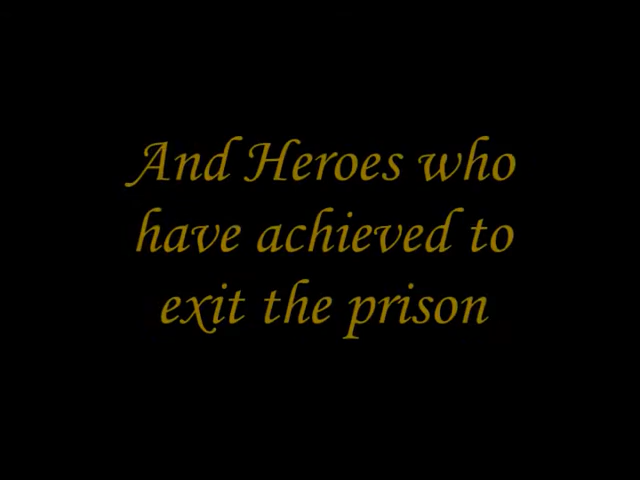 And Heroes who
have achieved to
exit the prison